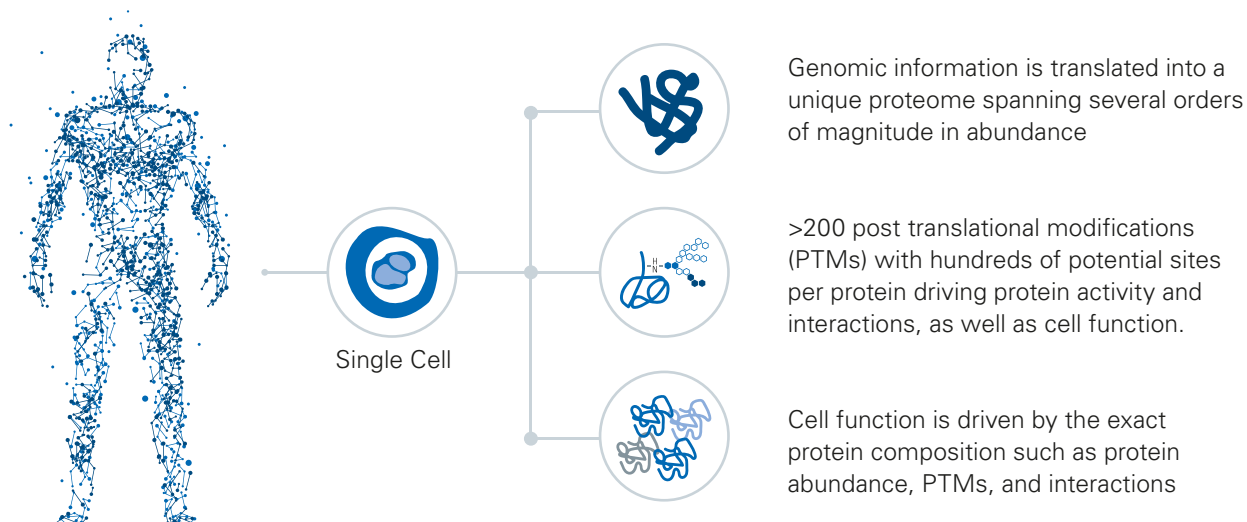 Genomic information is translated into a
unique proteome spanning several orders
of magnitude in abundance
>200 post translational modifications
(PTMs) with hundreds of potential sites
per protein driving protein activity and
interactions, as well as cell function.
H
N
Single Cell
Cell function is driven by the exact
protein composition such as protein
abundance, PTMs, and interactions